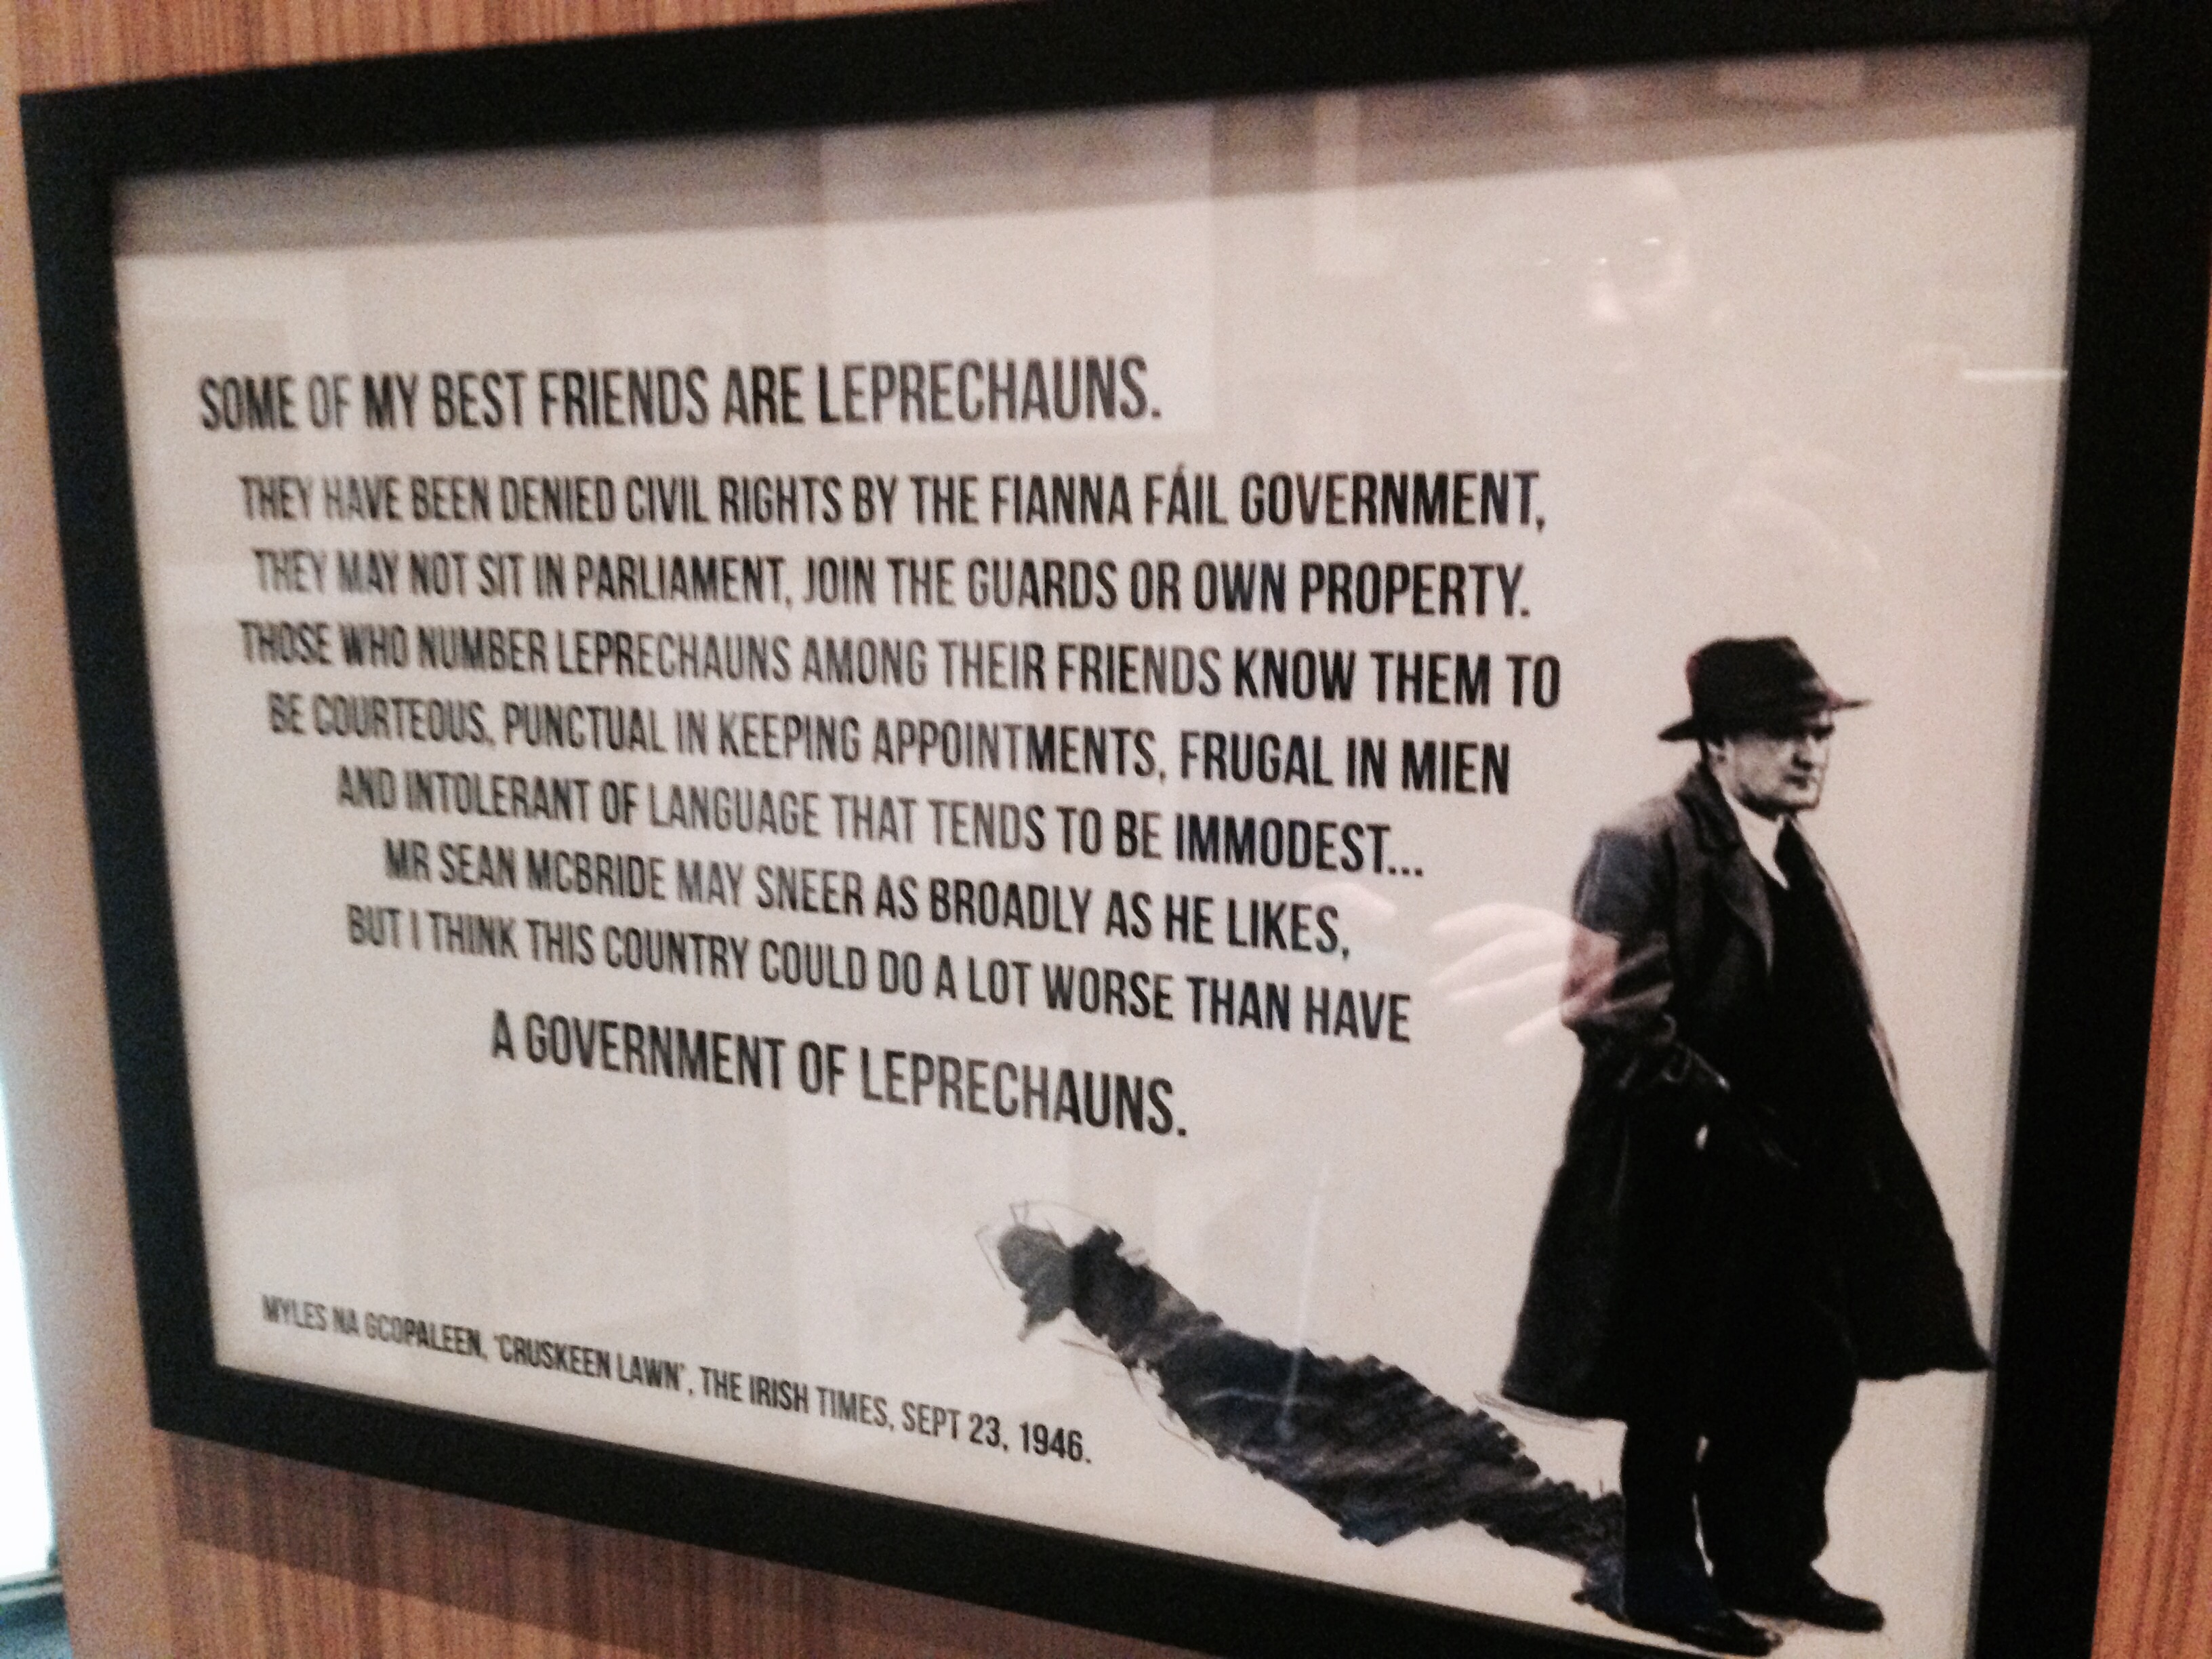 SOME OF MY BEST FRIENDS ARE LEPRECHAUNS.
THEY HAVE BEEN DENIED CIVIL RIGHTS BY THE FIANNA FÁIL GOVERNMENT,
THEY MAY NOT SIT IN PARLIAMENT, JOIN THE GUARDS OR OWN PROPERTY.
THOSE WHO NUMBER LEPRECHAUNS AMONG THEIR FRIENDS KNOW THEM TO
BE COURTEOUS, PUNCTUAL IN KEEPING APPOINTMENTS, FRUGAL IN MIEN
AND INTOLERANT OF LANGUAGE THAT TENDS TO BE IMMODEST...
MR SEAN MCBRIDE MAY SNEER AS BROADLY AS HE LIKES,
BUT I THINK THIS COUNTRY COULD DO A LOT WORSE THAN HAVE
A GOVERNMENT OF LEPRECHAUNS.
MYLES NA GCOPALEEN, 'CRUSKEEN LAWN', THE IRISH TIMES, SEPT 23, 1946.